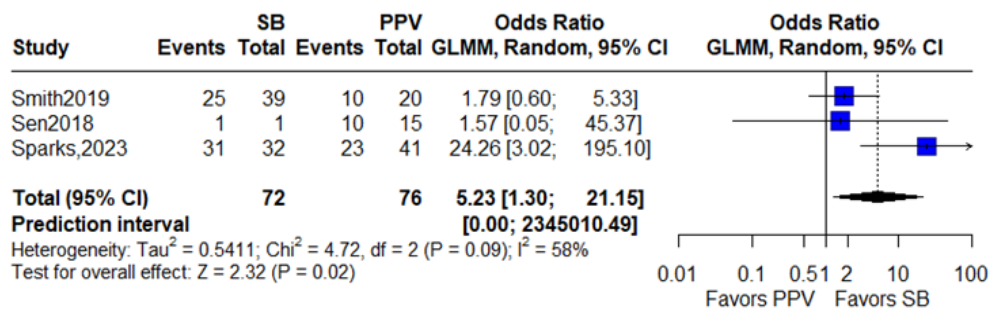 SB PPV Odds Ratio Odds Ratio
Study Events Total Events Total GLMM, Random, 95% CI GLMM, Random, 95% CI
Smith2019 25 39 10 20 1.79 [0.60; 5.33]
Sen2018 1 1 10 15 1.57 [0.05; 45.37]
Sparks,2023 31 32 23 41 24.26 [3.02; 195.10]
Total (95% CI) 72 76 5.23 [1.30; 21.15]
Prediction interval [0.00; 2345010.49]
Heterogeneity: Tau² = 0.5411; Chi² = 4.72, df = 2 (P = 0.09); I² = 58%
Test for overall effect: Z = 2.32 (P = 0.02)
0.01 0.1 0.51 2 10 100
Favors PPV Favors SB